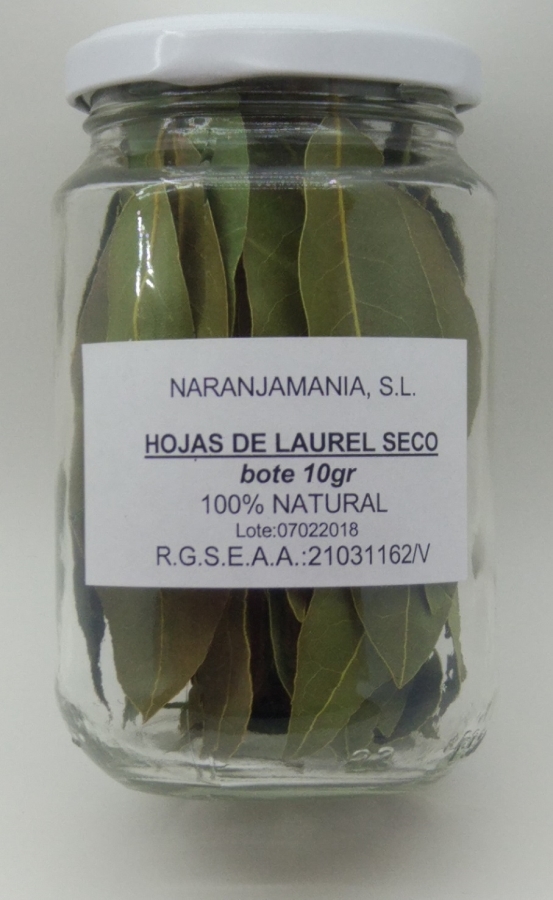 NARANJAMANIA, S.L.
HOJAS DE LAUREL SECO
bote 10gr
100% NATURAL
Lote:07022018
R.G.S.E.A.A.:21031162/V